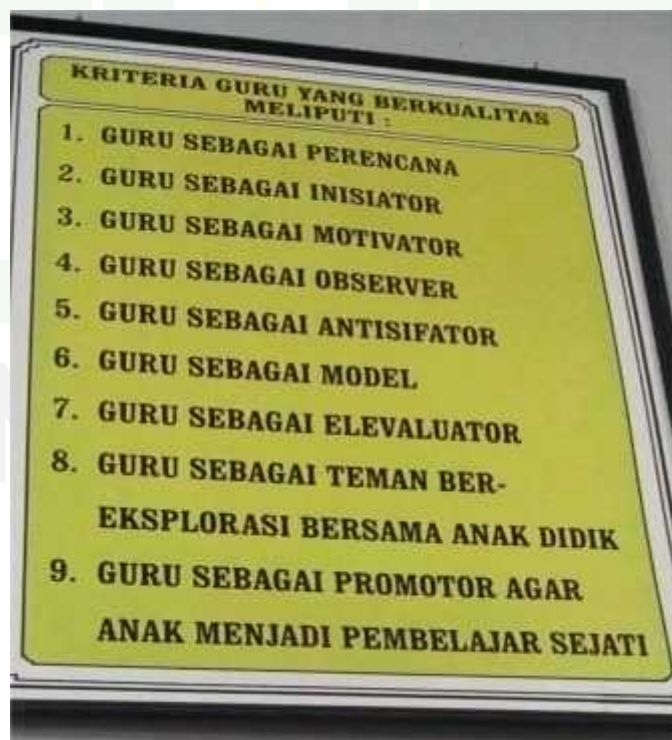 KRITERIA GURU YANG BERKUALITAS
MELIPUTI :
1. GURU SEBAGAI PERENCANA
2. GURU SEBAGAI INISIATOR
3. GURU SEBAGAI MOTIVATOR
4. GURU SEBAGAI OBSERVER
5. GURU SEBAGAI ANTISIFATOR
6. GURU SEBAGAI MODEL
7. GURU SEBAGAI ELEVALUATOR
8. GURU SEBAGAI TEMAN BER-
EKSPLORASI BERSAMA ANAK DIDIK
9. GURU SEBAGAI PROMOTOR AGAR
ANAK MENJADI PEMBELAJAR SEJATI